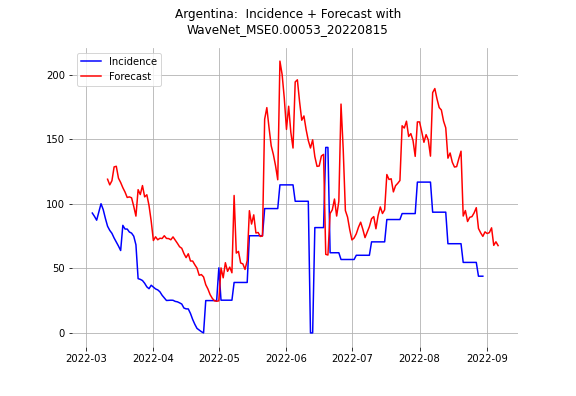 Argentina:  Incidence + Forecast with
WaveNet_MSE0.00053_20220815
Incidence
Forecast
200
150
100
50
0
2022-03 2022-04 2022-05 2022-06 2022-07 2022-08 2022-09